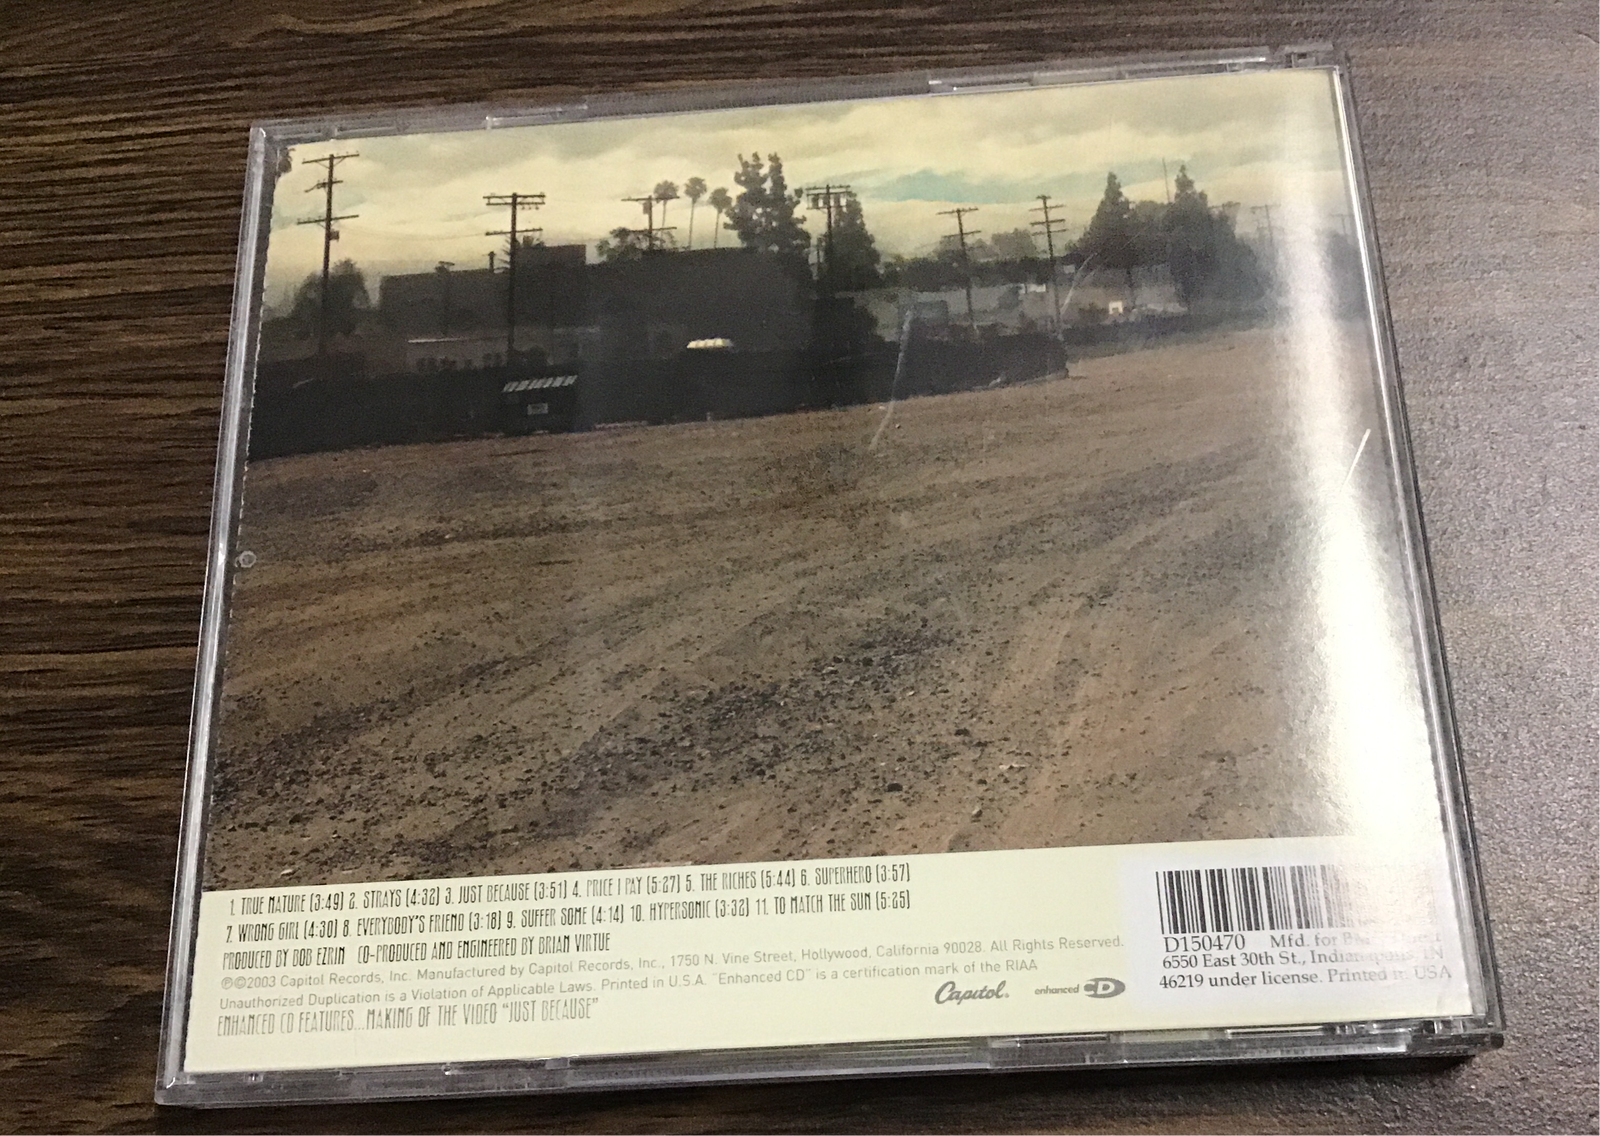 1. TRUE NATURE (3:49) 2. STRAYS (4:32) 3. JUST BECAUSE (3:51) 4. PRICE I PAY (5:27) 5. THE RICHES (5:44) 6. SUPERHERO (3:57)
7. WRONG GIRL (4:30) 8. EVERYBODY'S FRIEND (3:18) 9. SUFFER SOME (4:14) 10. HYPERSONIC (3:32) 11. TO MATCH THE SUN (5:25)
PRODUCED BY BOB EZRIN CO-PRODUCED AND ENGINEERED BY BRIAN VIRTUE
℗©2003 Capitol Records, Inc. Manufactured by Capitol Records, Inc., 1750 N. Vine Street, Hollywood, California 90028. All Rights Reserved.
Unauthorized Duplication is a Violation of Applicable Laws. Printed in U.S.A. "Enhanced CD" is a certification mark of the RIAA
ENHANCED CD FEATURES...MAKING OF THE VIDEO "JUST BECAUSE"
Capitol. enhanced CD
D150470 Mfd. for
6550 East 30th St., Indianapolis, IN
46219 under license. Printed in USA